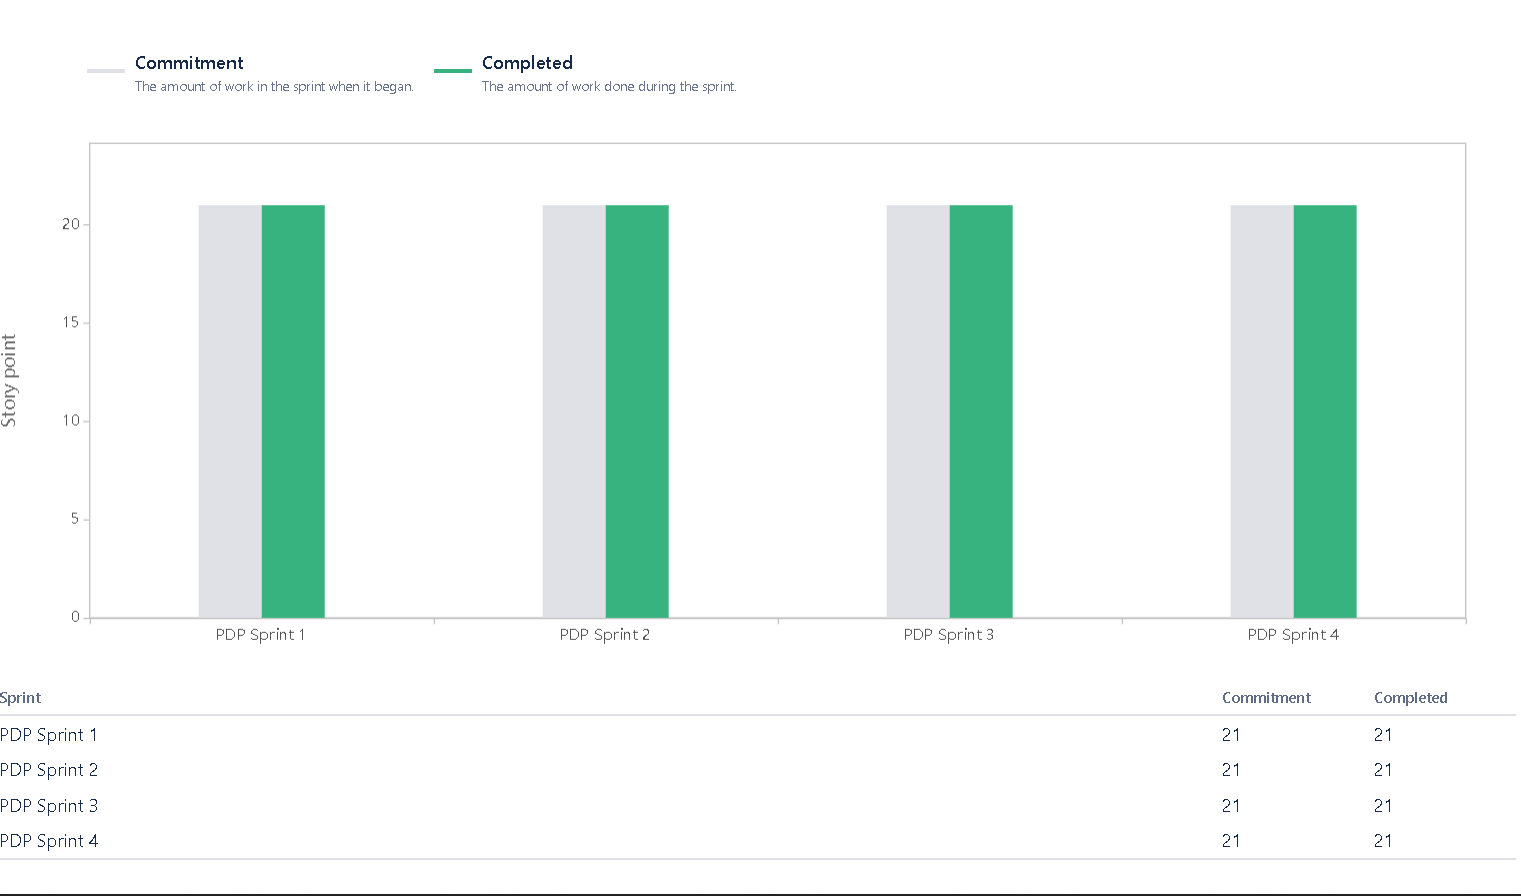 Commitment Completed
The amount of work in the sprint when it began. The amount of work done during the sprint.
20
15
10
5
0
Story point
PDP Sprint 1 PDP Sprint 2 PDP Sprint 3 PDP Sprint 4
Sprint Commitment Completed
PDP Sprint 1 21 21
PDP Sprint 2 21 21
PDP Sprint 3 21 21
PDP Sprint 4 21 21